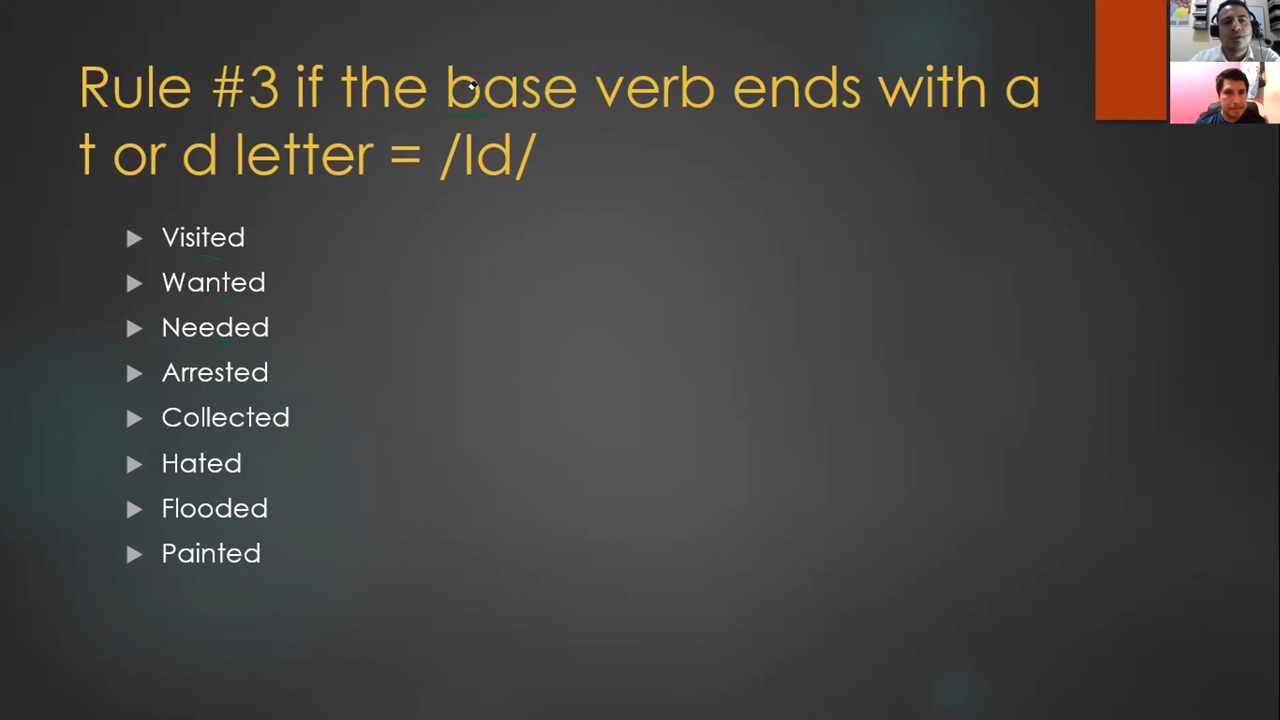 Rule #3 if the base verb ends with a
t or d letter = /Id/
Visited
Wanted
Needed
Arrested
Collected
Hated
Flooded
Painted